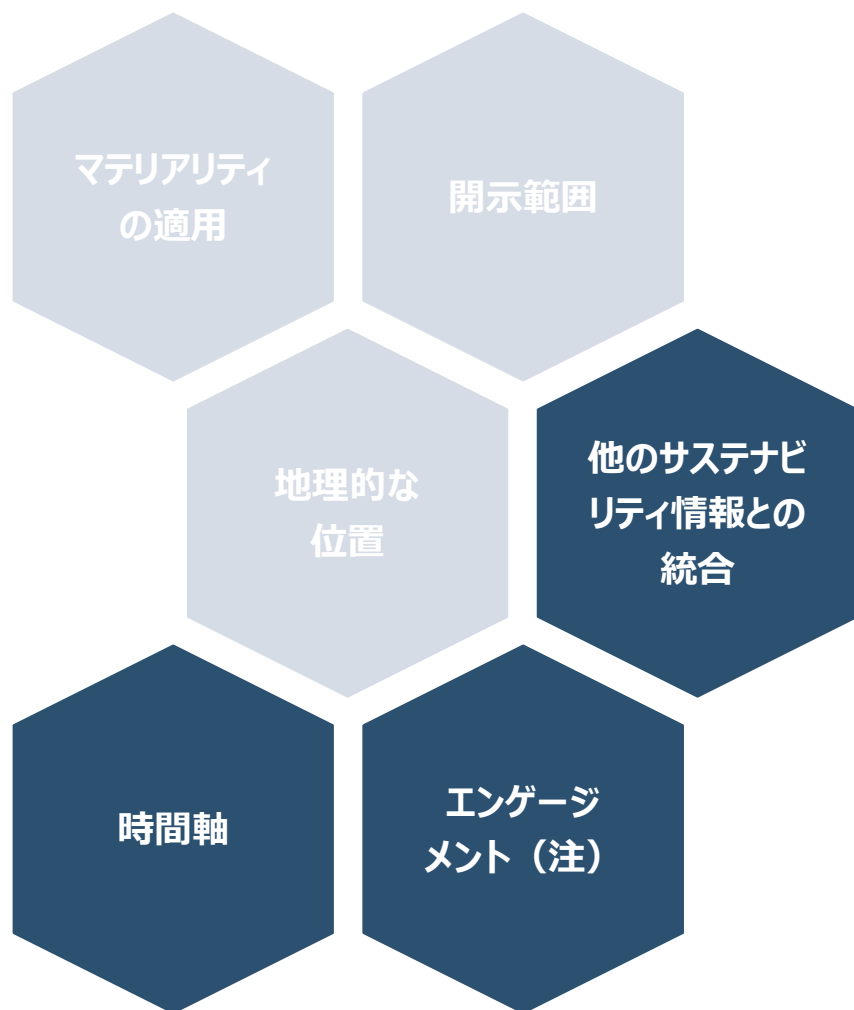 マテリアリティ
の適用
開示範囲
地理的な
位置
他のサステナビ
リティ情報との
統合
時間軸
エンゲージ
メント（注）